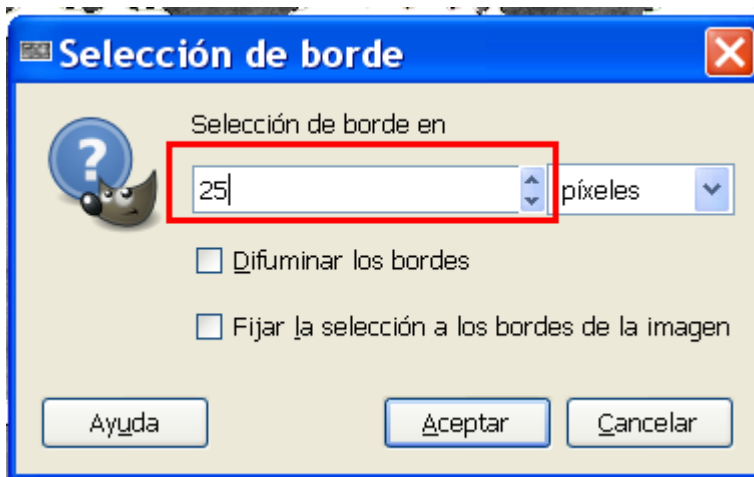 Selección de borde
Selección de borde en
25
píxeles
Difuminar los bordes
Fijar la selección a los bordes de la imagen
Ayuda
Aceptar
Cancelar